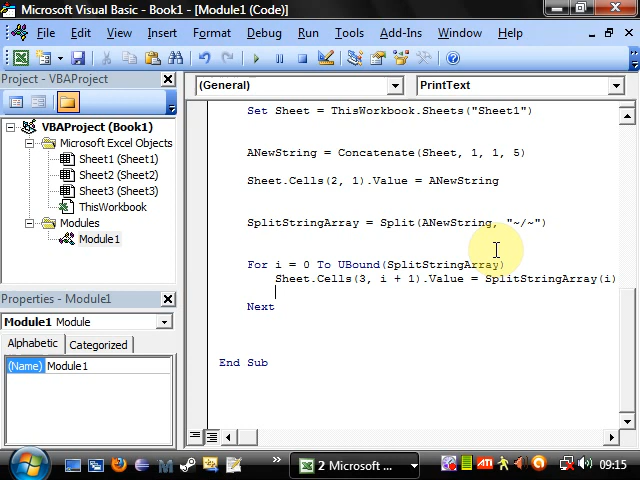 Microsoft Visual Basic - Book1 - [Module1 (Code)]
File Edit View Insert Format Debug Run Tools Add-Ins Window Help
Project - VBAProject
(General) PrintText
VBAProject (Book1)
Microsoft Excel Objects
Sheet1 (Sheet1)
Sheet2 (Sheet2)
Sheet3 (Sheet3)
ThisWorkbook
Modules
Module1
Properties - Module1
Module1 Module
Alphabetic Categorized
(Name) Module1
Set Sheet = ThisWorkbook.Sheets("Sheet1")
ANewString = Concatenate(Sheet, 1, 1, 5)
Sheet.Cells(2, 1).Value = ANewString
SplitStringArray = Split(ANewString, "~/~")
For i = 0 To UBound(SplitStringArray)
Sheet.Cells(3, i + 1).Value = SplitStringArray(i)
Next
End Sub
2 Microsoft ...
ATI
09:15